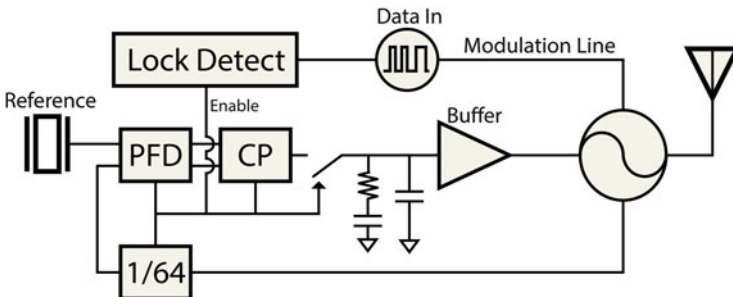 Data In
Lock Detect
Modulation Line
Reference
Enable
Buffer
PFD
CP
1/64